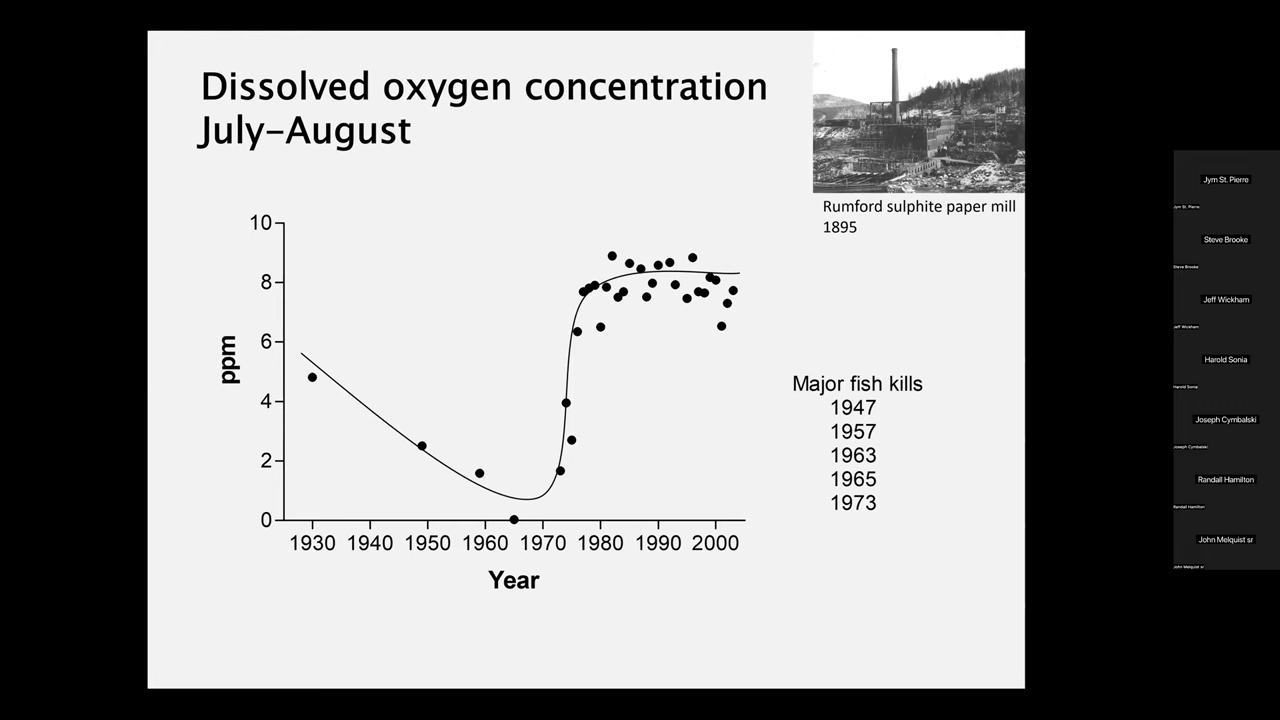 Dissolved oxygen concentration
July–August
Rumford sulphite paper mill
1895
10
8
6
4
2
0
ppm
1930 1940 1950 1960 1970 1980 1990 2000
Year
Major fish kills
1947
1957
1963
1965
1973
Jym St. Pierre
Jym St. Pierre
Steve Brooke
Steve Brooke
Jeff Wickham
Jeff Wickham
Harold Sonia
Harold Sonia
Joseph Cymbalski
Joseph Cymbalski
Randall Hamilton
Randall Hamilton
John Melquist sr
John Melquist sr